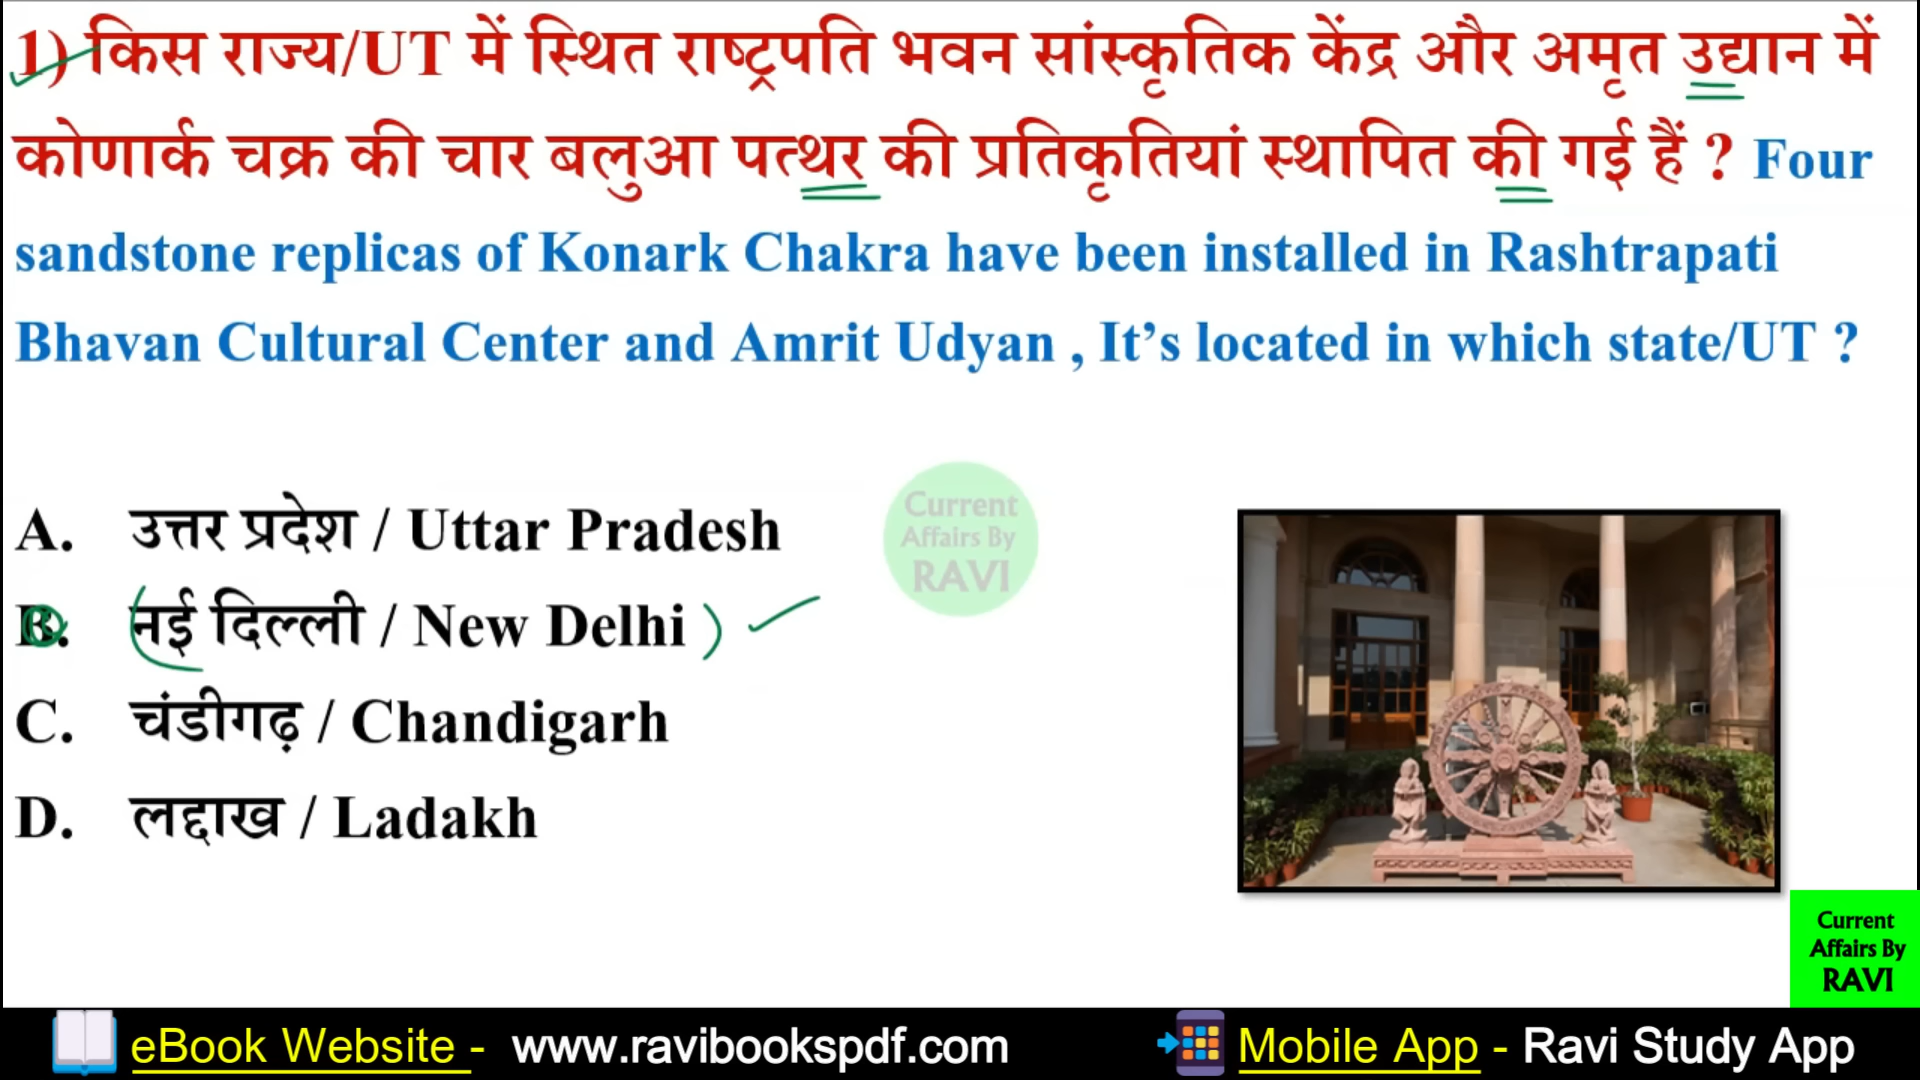 1) किस राज्य/UT में स्थित राष्ट्रपति भवन सांस्कृतिक केंद्र और अमृत उद्यान में
कोणार्क चक्र की चार बलुआ पत्थर की प्रतिकृतियां स्थापित की गई हैं ? Four
sandstone replicas of Konark Chakra have been installed in Rashtrapati
Bhavan Cultural Center and Amrit Udyan , It’s located in which state/UT ?
A. उत्तर प्रदेश / Uttar Pradesh
B. नई दिल्ली / New Delhi
C. चंडीगढ़ / Chandigarh
D. लद्दाख / Ladakh
Current
Affairs By
RAVI
Current
Affairs By
RAVI
eBook Website - www.ravibookspdf.com
Mobile App - Ravi Study App